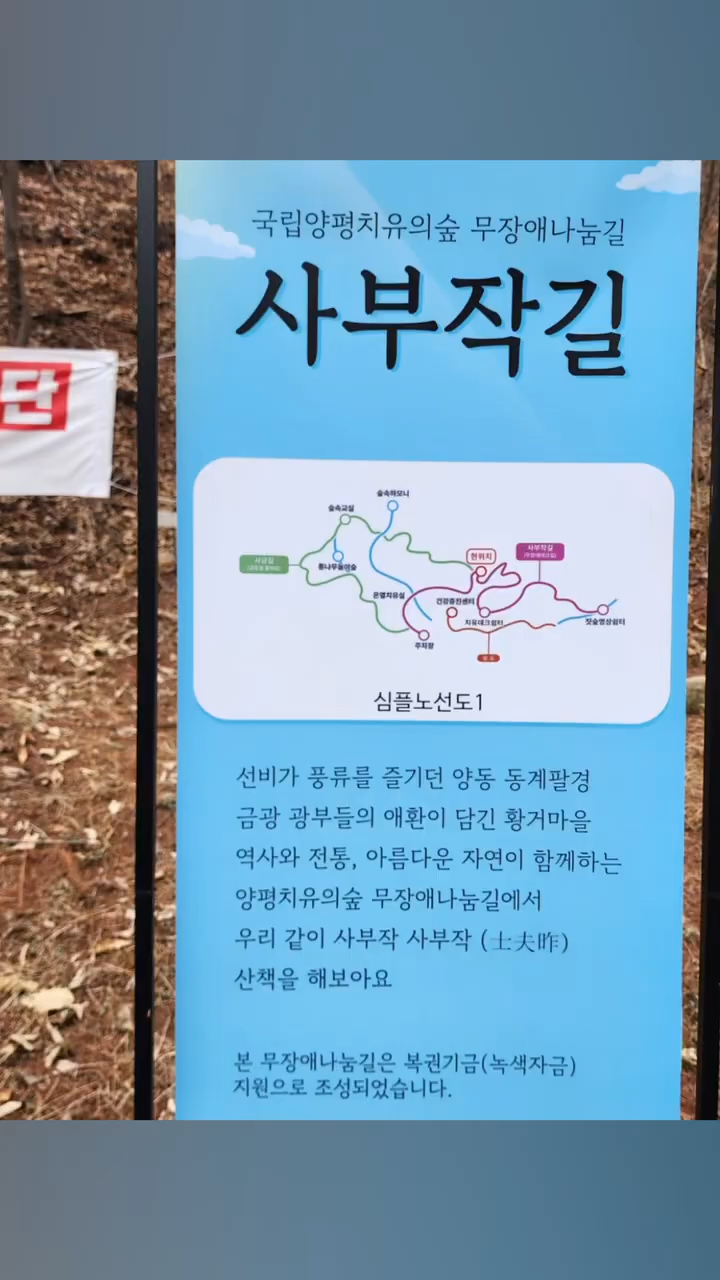 국립양평치유의숲 무장애나눔길
사부작길
단
숲속하모니
숲속교실
사금길
통나무돌아숲
현위치
사부작길
온열치유실
건강증진센터
치유데크쉼터
잣숲명상쉼터
주차장
심플노선도1
선비가 풍류를 즐기던 양동 동계팔경
금광 광부들의 애환이 담긴 황거마을
역사와 전통, 아름다운 자연이 함께하는
양평치유의숲 무장애나눔길에서
우리 같이 사부작 사부작 (士夫昨)
산책을 해보아요
본 무장애나눔길은 복권기금(녹색자금)
지원으로 조성되었습니다.